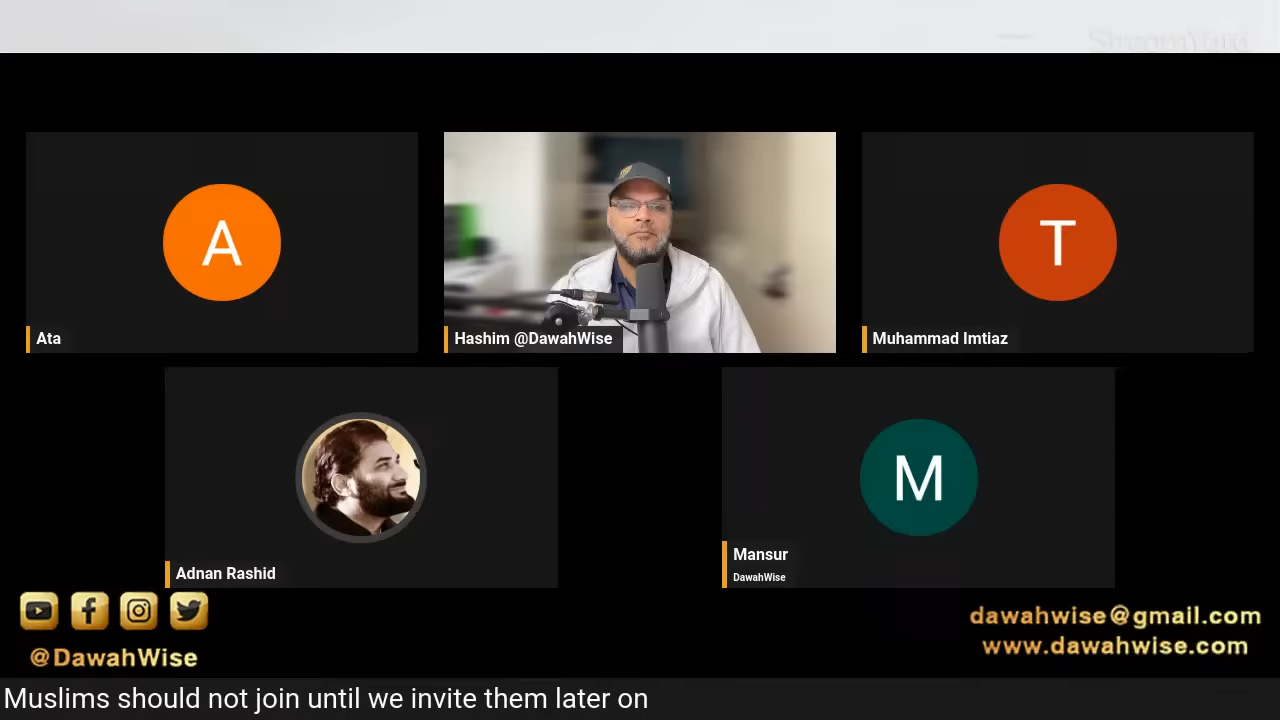 StreamYard
A
T
Ata
Hashim @DawahWise
Muhammad Imtiaz
M
Adnan Rashid
Mansur
DawahWise
@DawahWise
dawahwise@gmail.com
www.dawahwise.com
Muslims should not join until we invite them later on